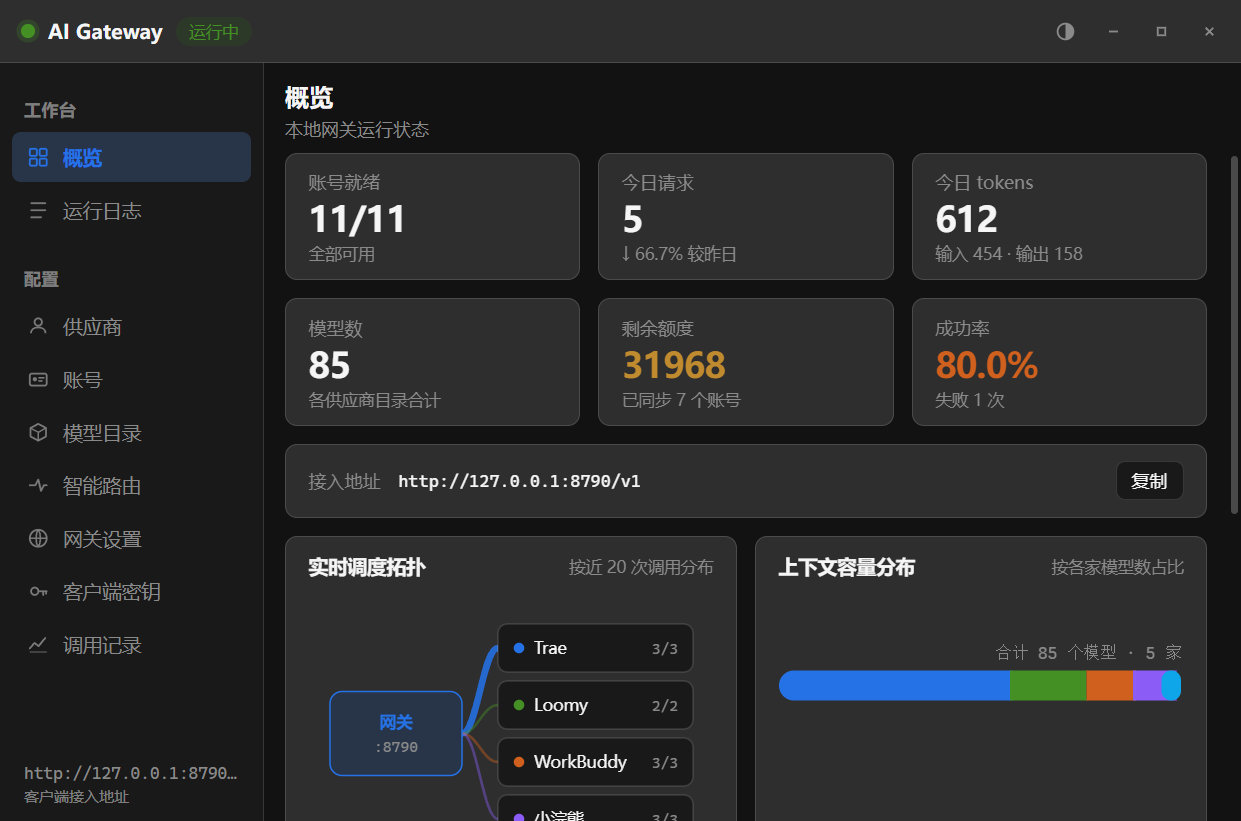 AI Gateway 运行中
工作台
概览
运行日志
配置
供应商
账号
模型目录
智能路由
网关设置
客户端密钥
调用记录
http://127.0.0.1:8790…
客户端接入地址
概览
本地网关运行状态
账号就绪
11/11
全部可用
今日请求
5
↓ 66.7% 较昨日
今日 tokens
612
输入 454 · 输出 158
模型数
85
各供应商目录合计
剩余额度
31968
已同步 7 个账号
成功率
80.0%
失败 1 次
接入地址 http://127.0.0.1:8790/v1 复制
实时调度拓扑 按近 20 次调用分布
网关
:8790
Trae 3/3
Loomy 2/2
WorkBuddy 3/3
小浣熊 3/3
上下文容量分布 按各家模型数占比
合计 85 个模型 · 5 家